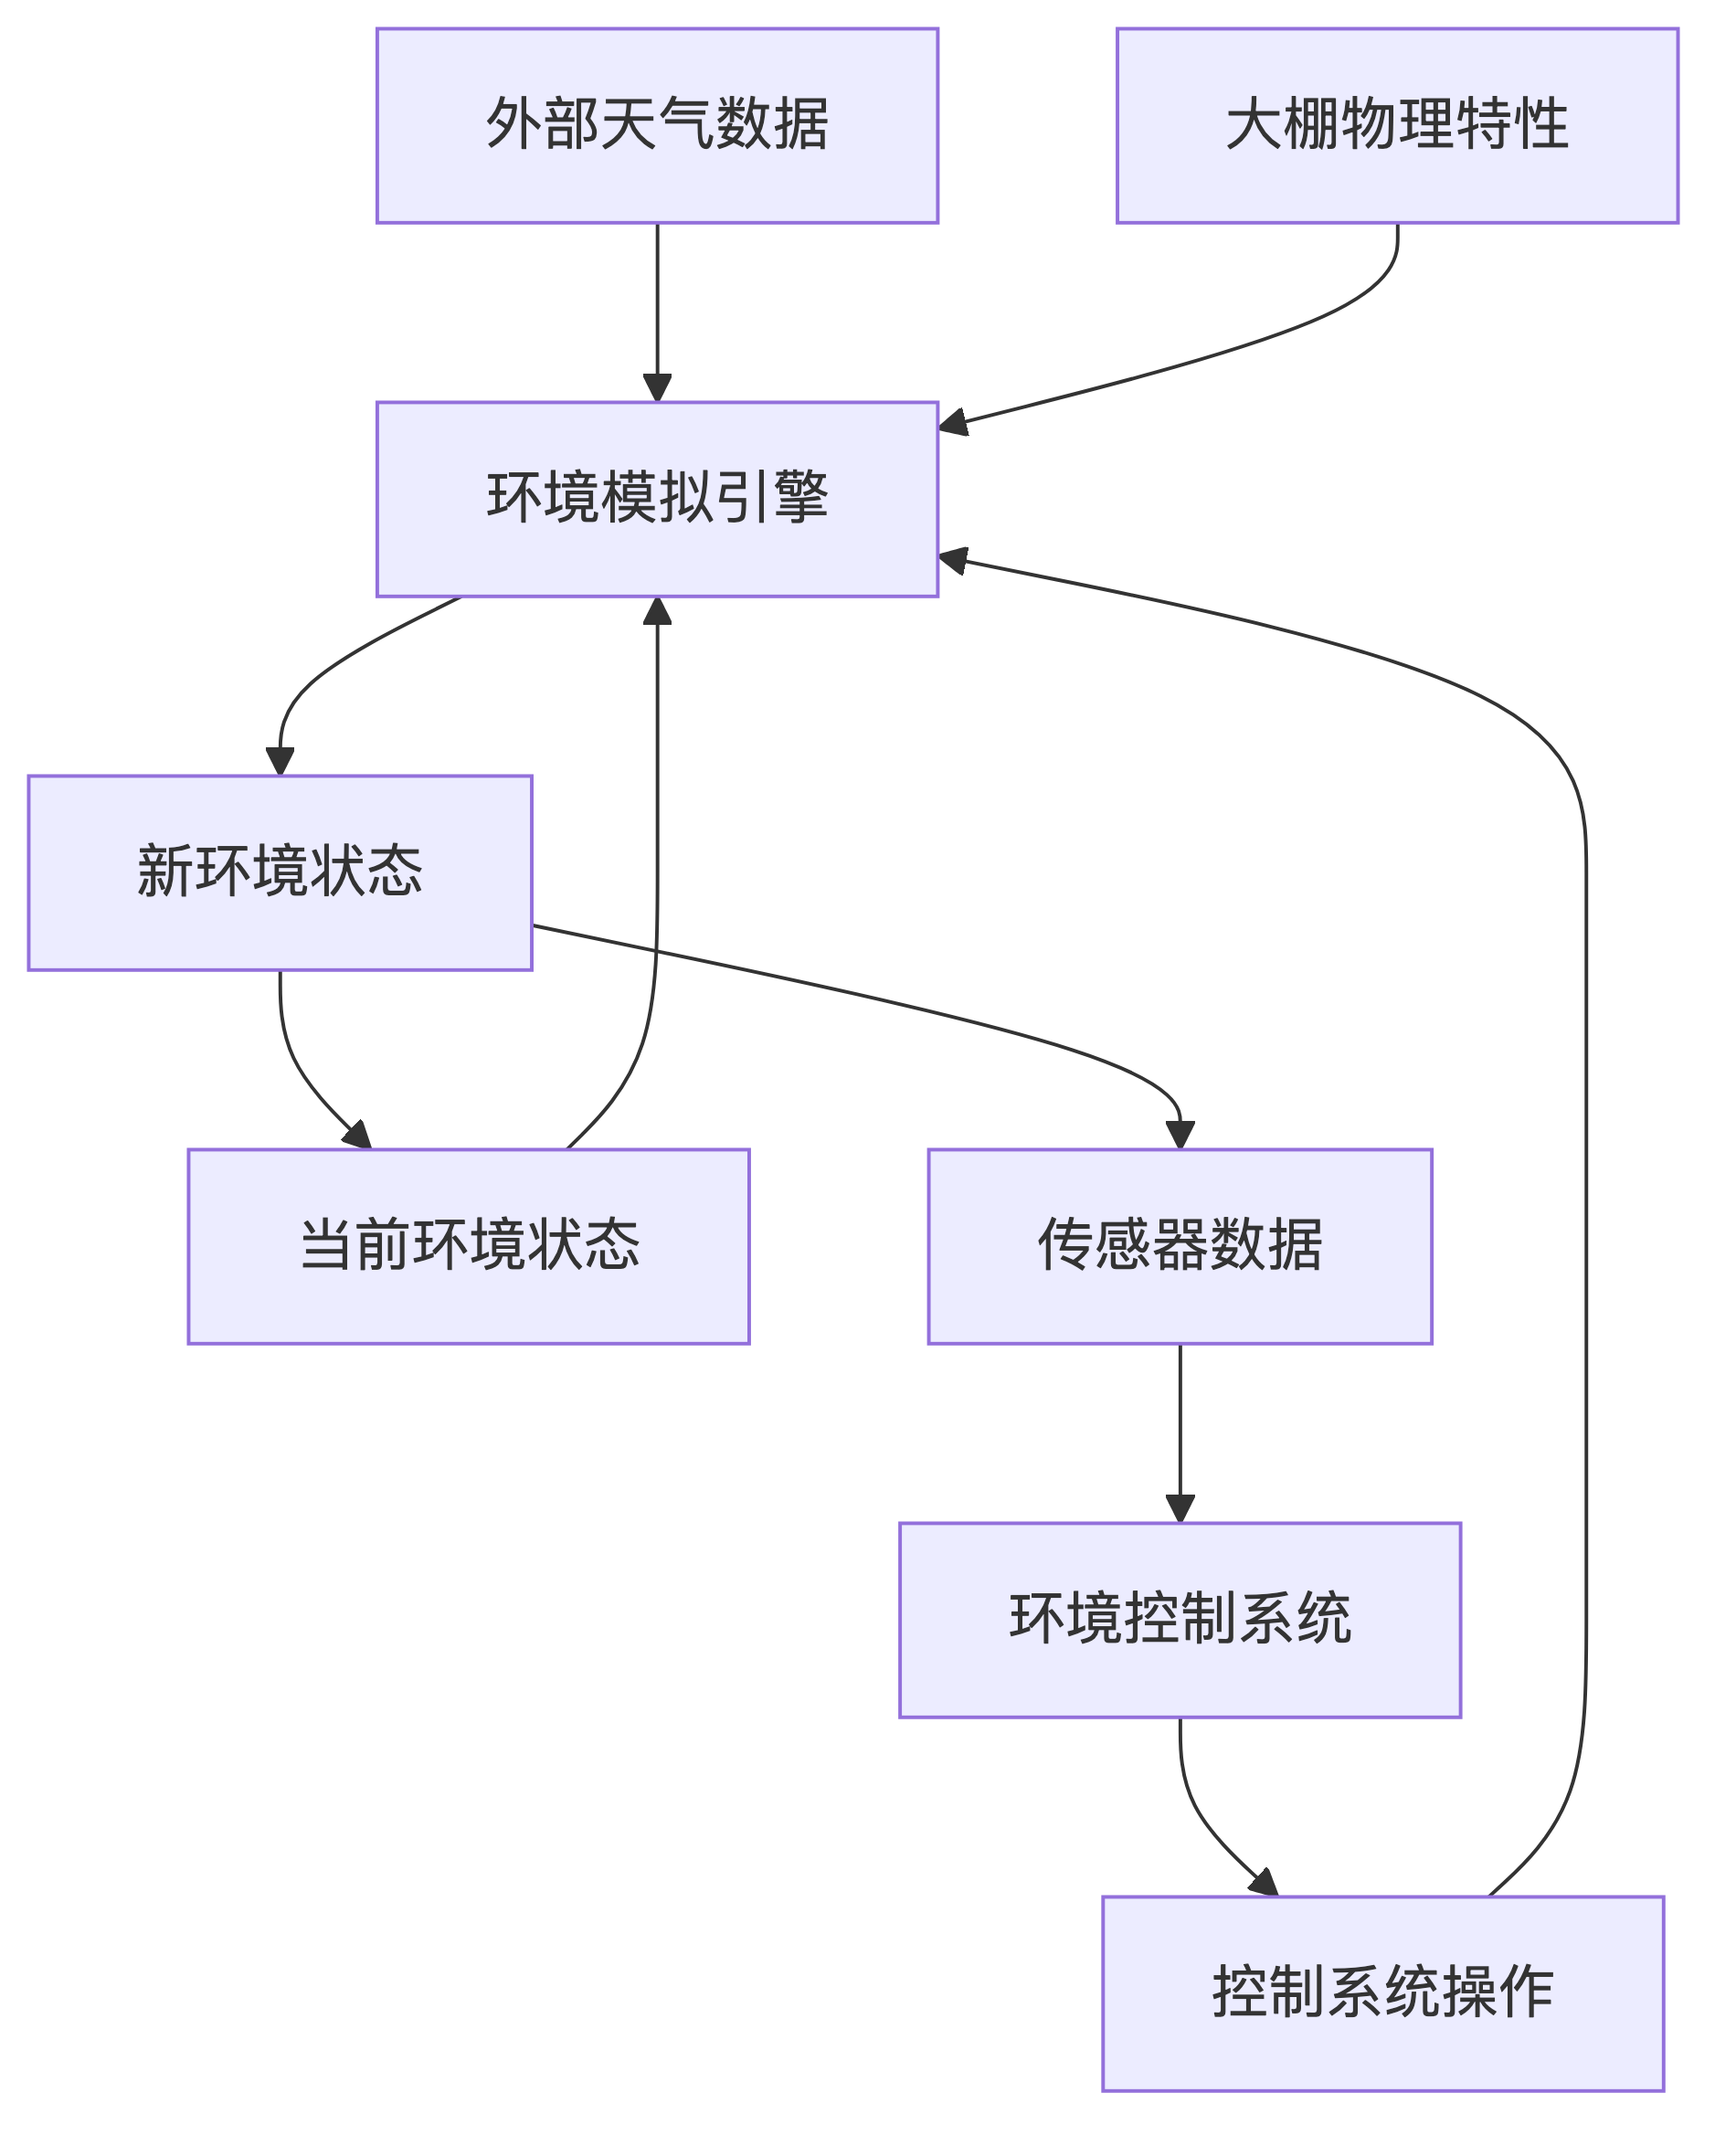 外部天气数据
大棚物理特性
环境模拟引擎
新环境状态
当前环境状态
传感器数据
环境控制系统
控制系统操作